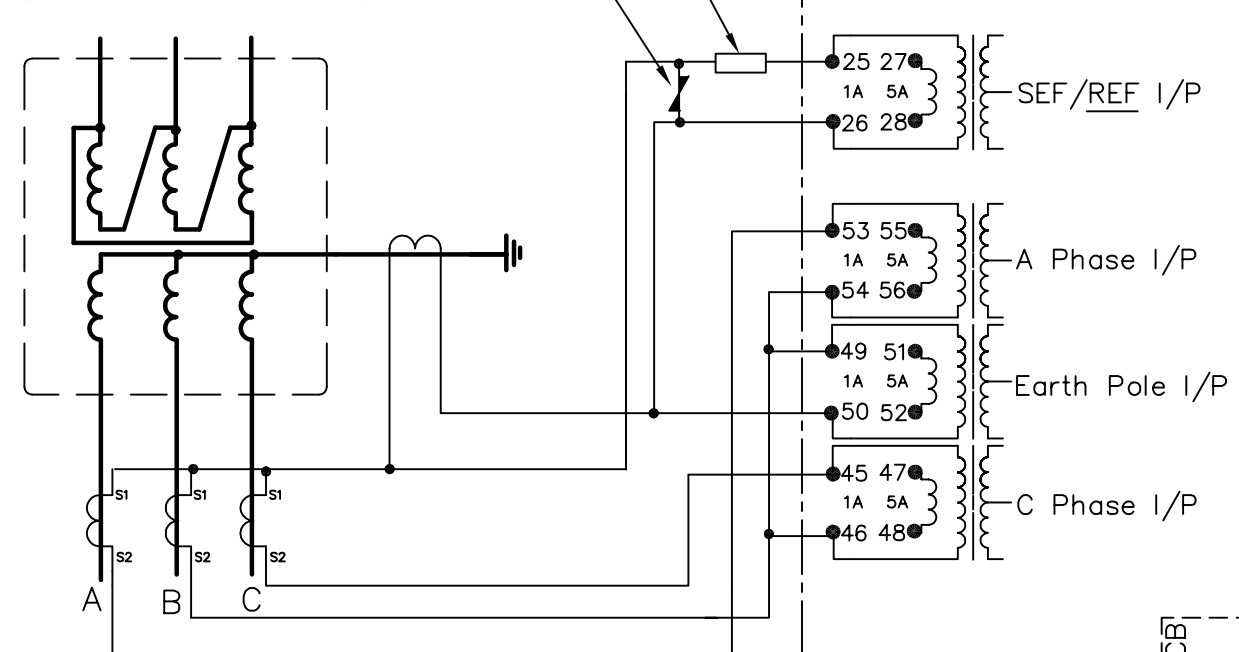 25 27
1A 5A
26 28
SEF/REF I/P
53 55
1A 5A
54 56
A Phase I/P
49 51
1A 5A
50 52
Earth Pole I/P
45 47
1A 5A
46 48
C Phase I/P
S1 S1 S1
S2 S2 S2
A B C
CB